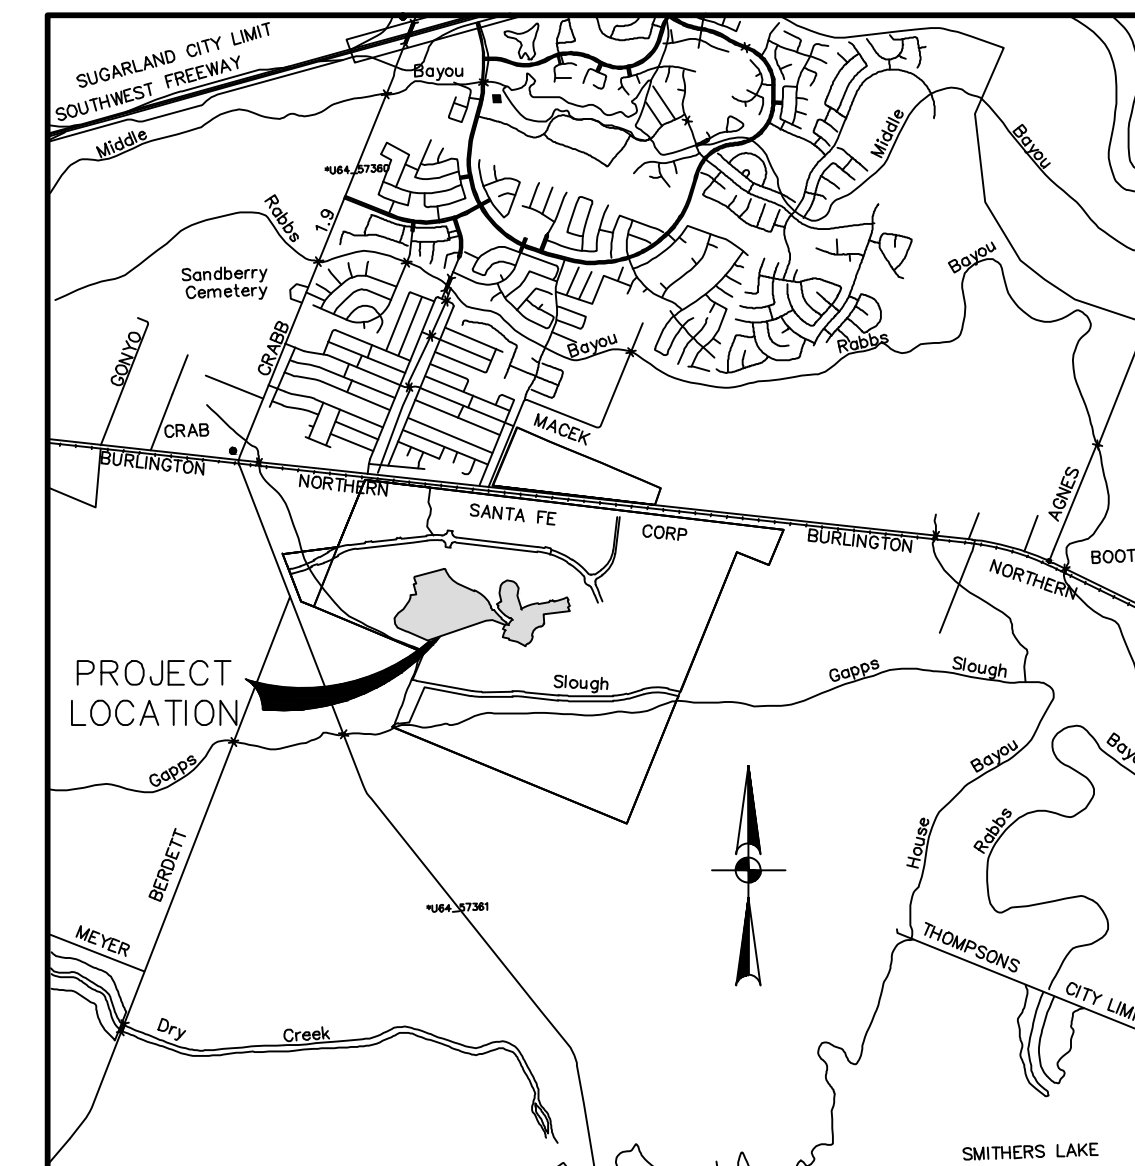 SUGARLAND CITY LIMIT
SOUTHWEST FREEWAY
Bayou
Middle
Middle
Bayou
*U64_57360
Rabbs
1.9
Sandberry
Cemetery
Bayou
GONYO
CRABB
Bayou
Rabbs
CRAB
MACEK
BURLINGTON
NORTHERN
SANTA FE
CORP
BURLINGTON
NORTHERN
AGNES
BOOT
PROJECT
LOCATION
Slough
Gapps
Slough
Gapps
Bayou
Rabbs
House
BERDETT
*U64_57361
MEYER
THOMPSONS
CITY LIMI
Dry
Creek
SMITHERS LAKE